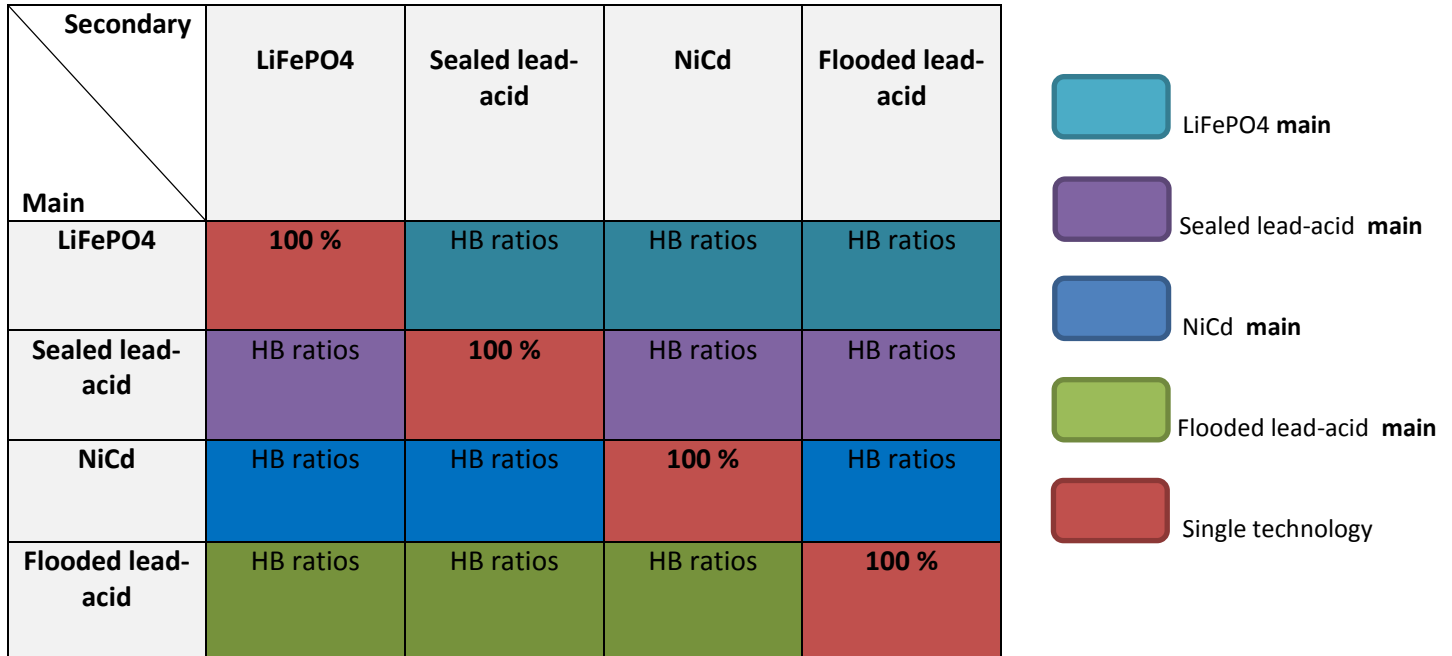 Secondary
Main
LiFePO4
Sealed lead-
acid
NiCd
Flooded lead-
acid
LiFePO4
100 %
HB ratios
HB ratios
HB ratios
Sealed lead-
acid
HB ratios
100 %
HB ratios
HB ratios
NiCd
HB ratios
HB ratios
100 %
HB ratios
Flooded lead-
acid
HB ratios
HB ratios
HB ratios
100 %
LiFePO4 main
Sealed lead-acid main
NiCd main
Flooded lead-acid main
Single technology